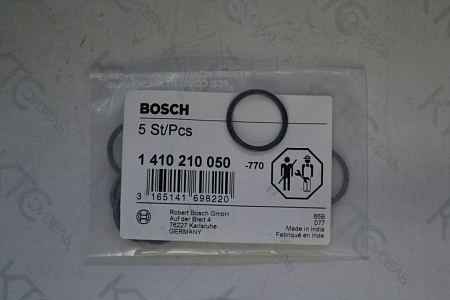 BOSCH
5 St/Pcs
1 410 210 050 -770
3 165141 698220
Robert Bosch GmbH
Auf der Breit 4
76227 Karlsruhe
GERMANY
65B
077
Made in India
Fabriqué en Inde